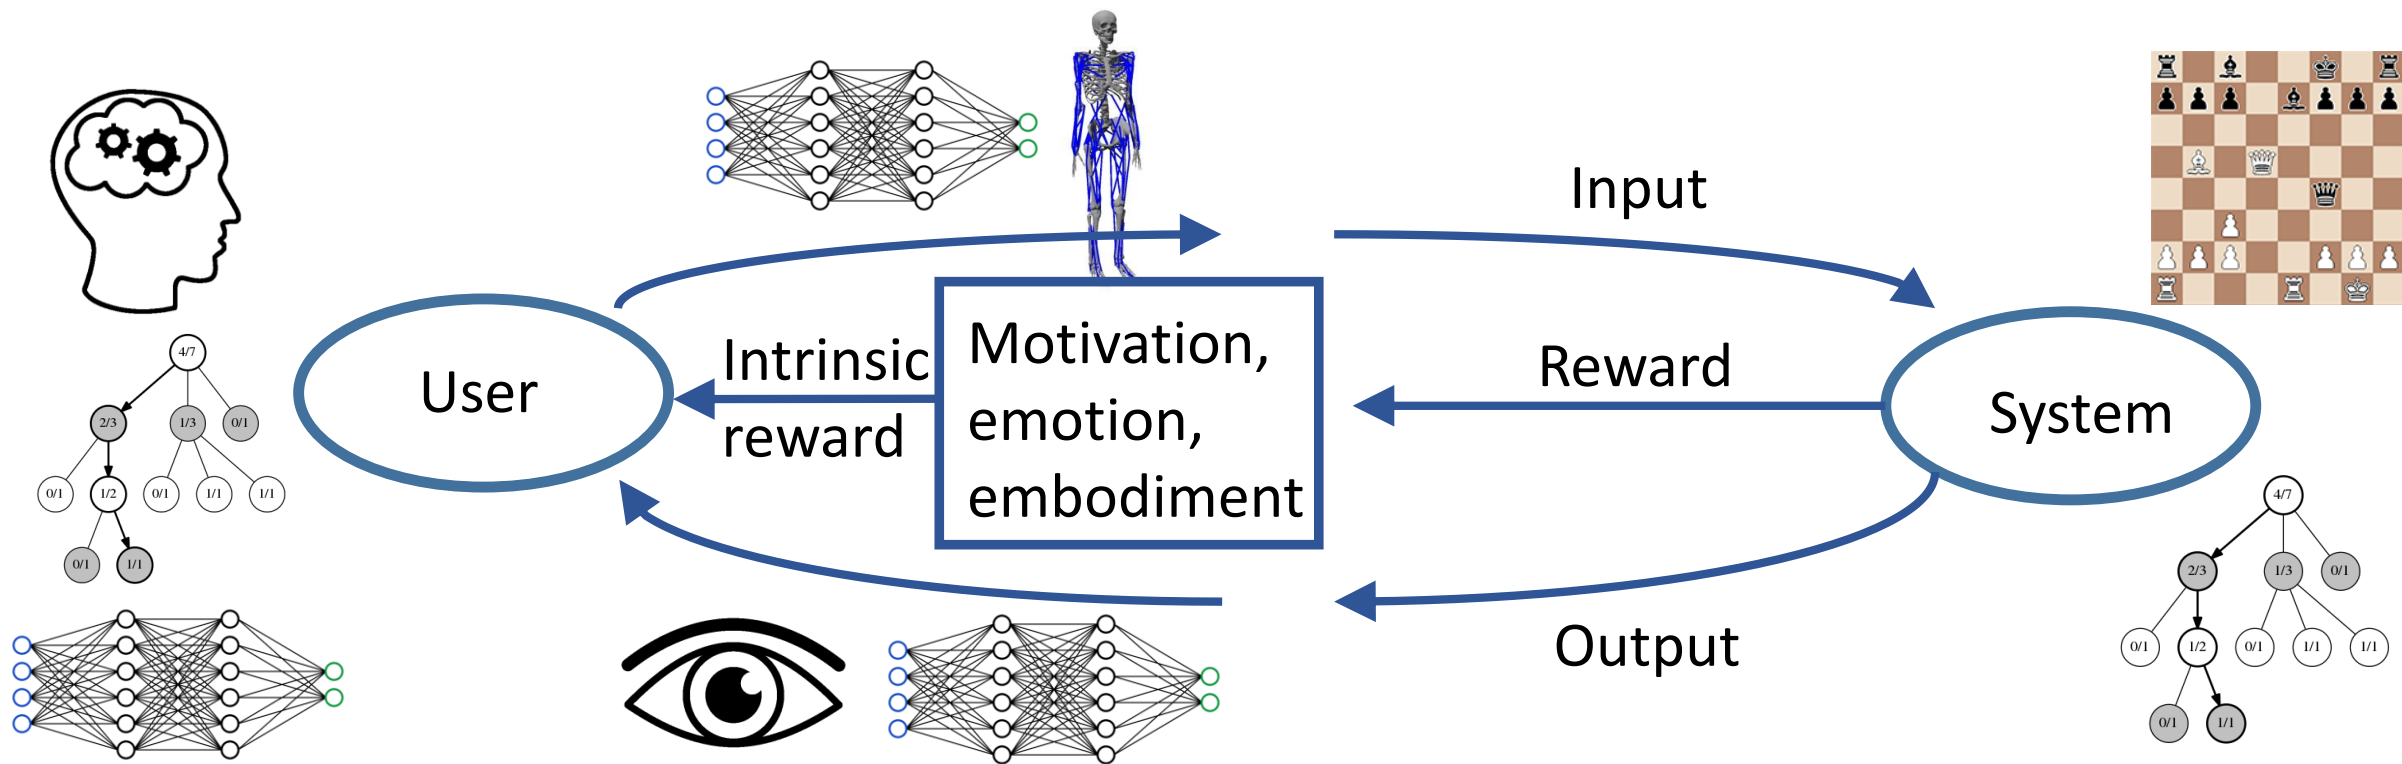 Input
4/7
2/3
1/3
0/1
0/1
1/2
0/1
1/1
1/1
0/1
1/1
User
Intrinsic
reward
Motivation,
emotion,
embodiment
Reward
System
Output
4/7
2/3
1/3
0/1
0/1
1/2
0/1
1/1
1/1
0/1
1/1